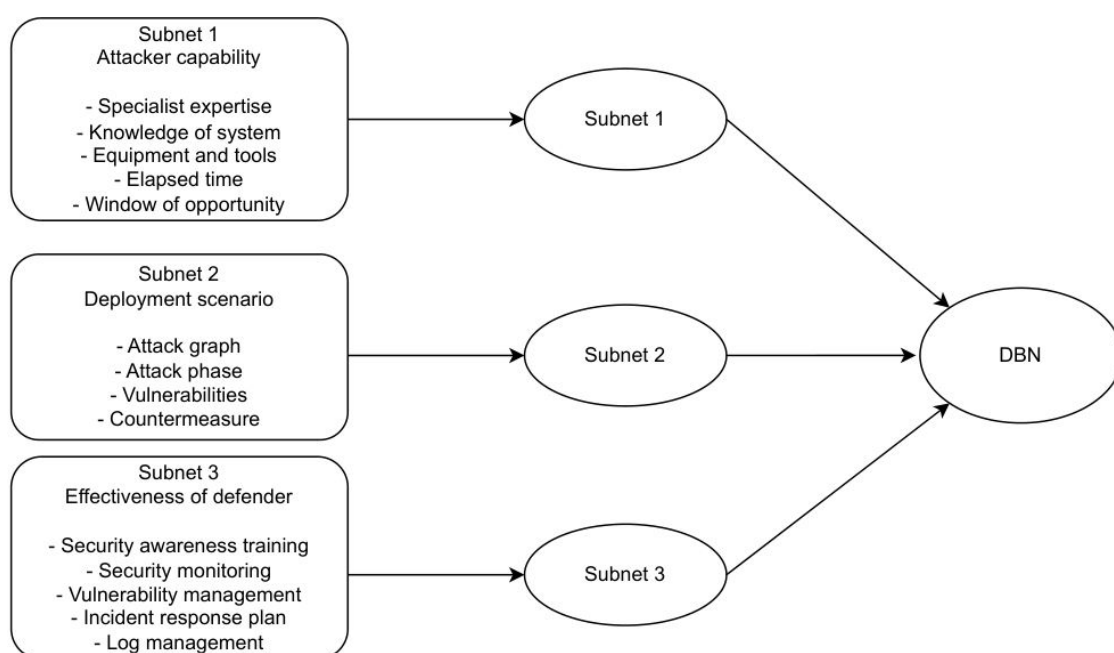 Subnet 1
Attacker capability
- Specialist expertise
- Knowledge of system
- Equipment and tools
- Elapsed time
- Window of opportunity
Subnet 1
Subnet 2
Deployment scenario
- Attack graph
- Attack phase
- Vulnerabilities
- Countermeasure
Subnet 2
DBN
Subnet 3
Effectiveness of defender
- Security awareness training
- Security monitoring
- Vulnerability management
- Incident response plan
- Log management
Subnet 3